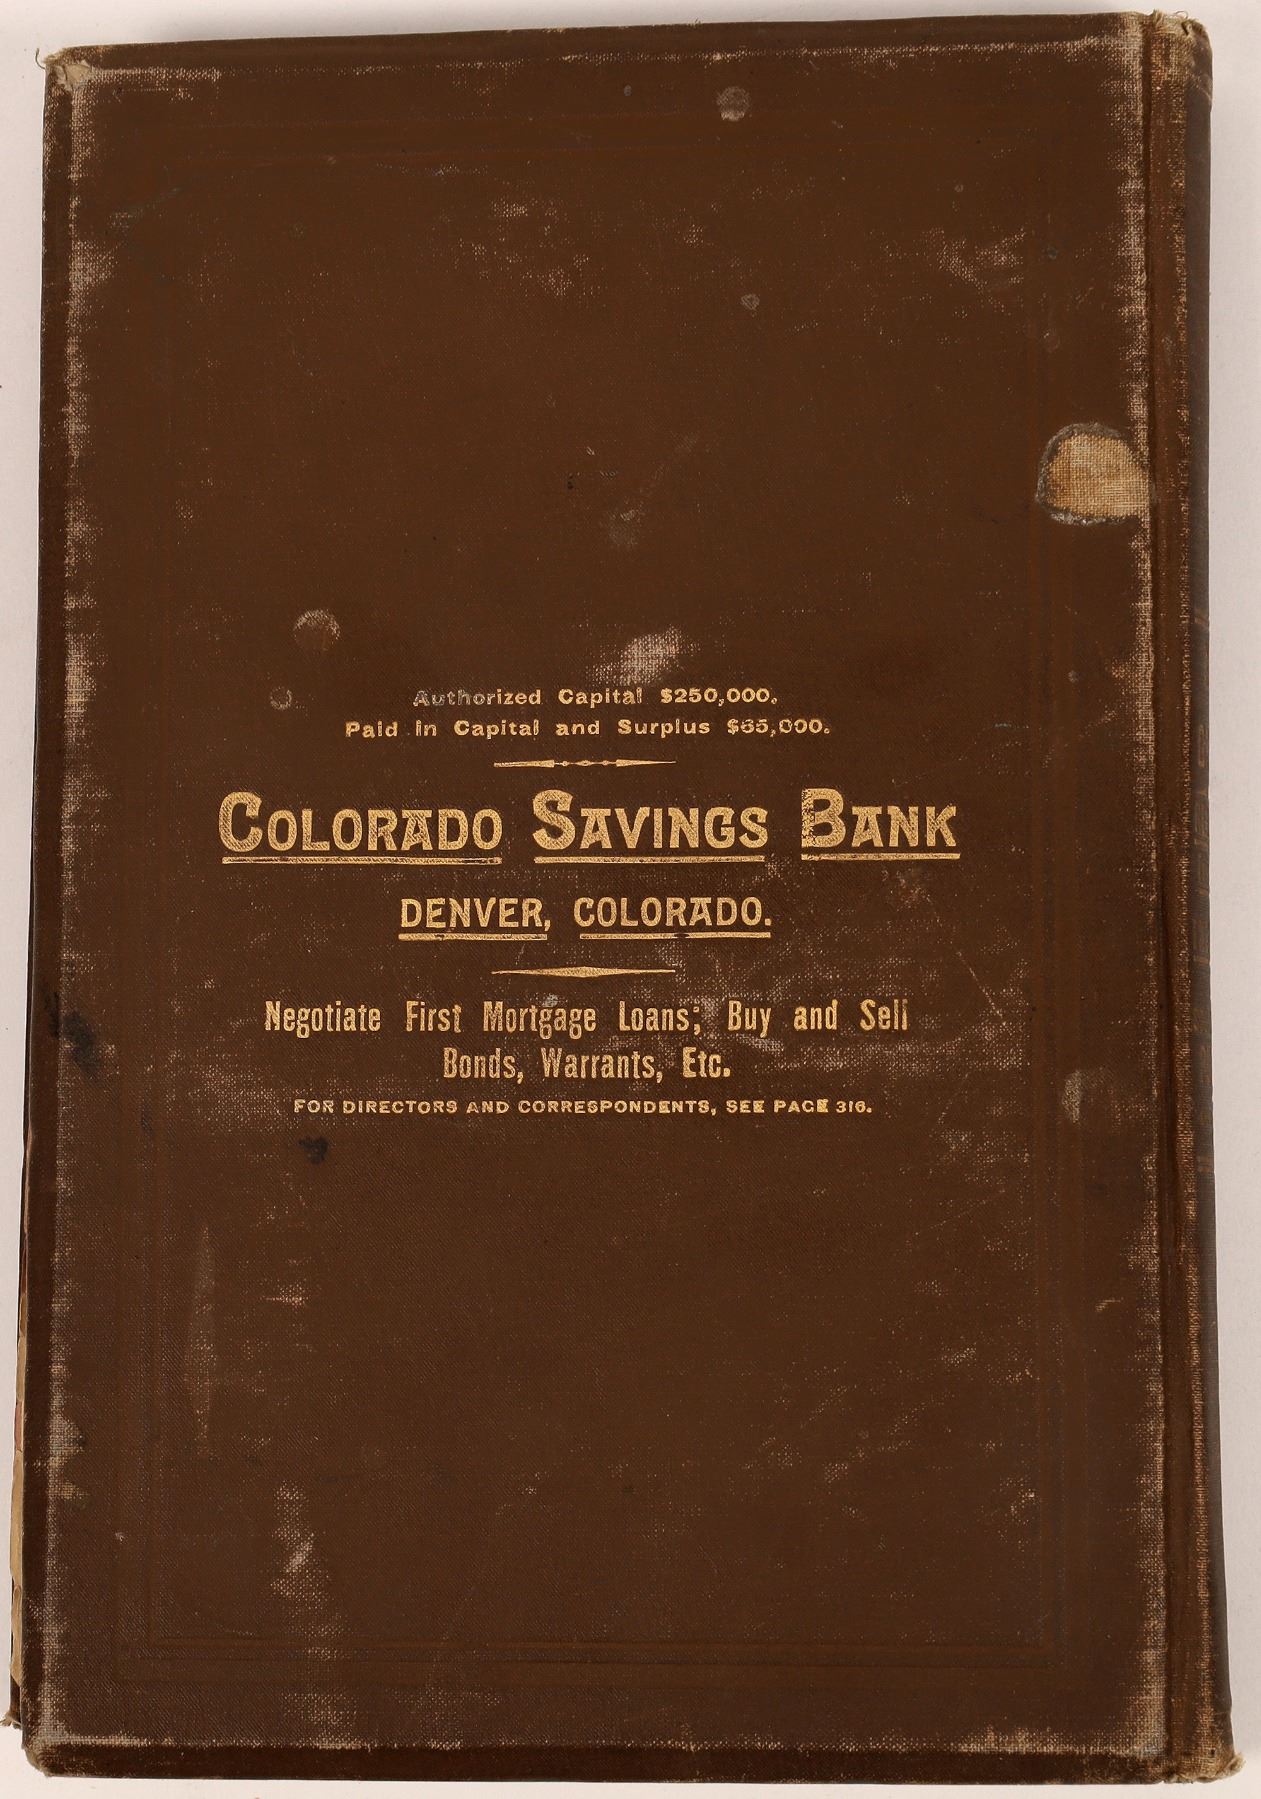 Authorized Capital $250,000.
Paid in Capital and Surplus $65,000.
COLORADO SAVINGS BANK
DENVER, COLORADO.
Negotiate First Mortgage Loans; Buy and Sell
Bonds, Warrants, Etc.
FOR DIRECTORS AND CORRESPONDENTS, SEE PAGE 316.